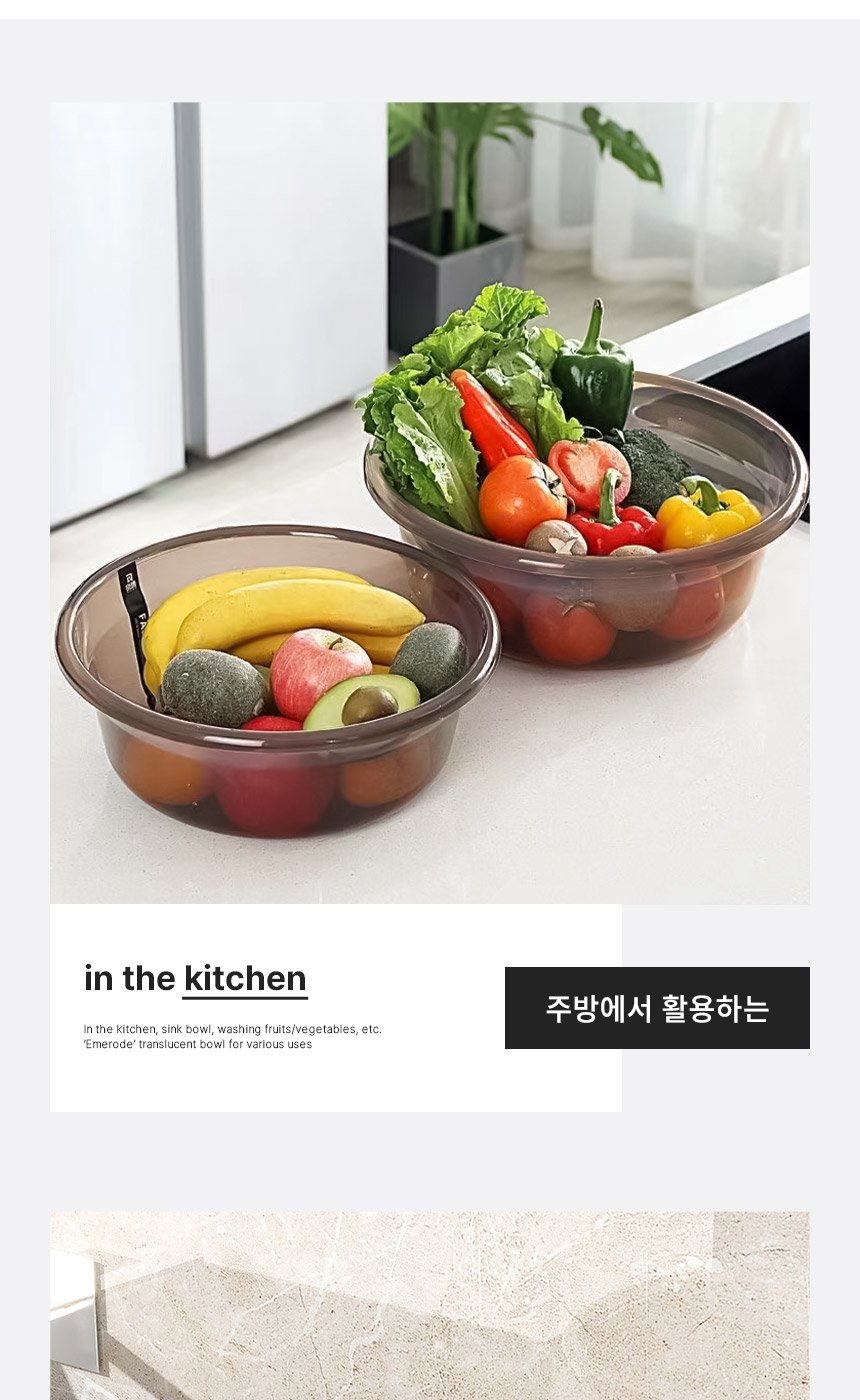 in the kitchen
주방에서 활용하는
In the kitchen, sink bowl, washing fruits/vegetables, etc.
‘Emerode’ translucent bowl for various uses